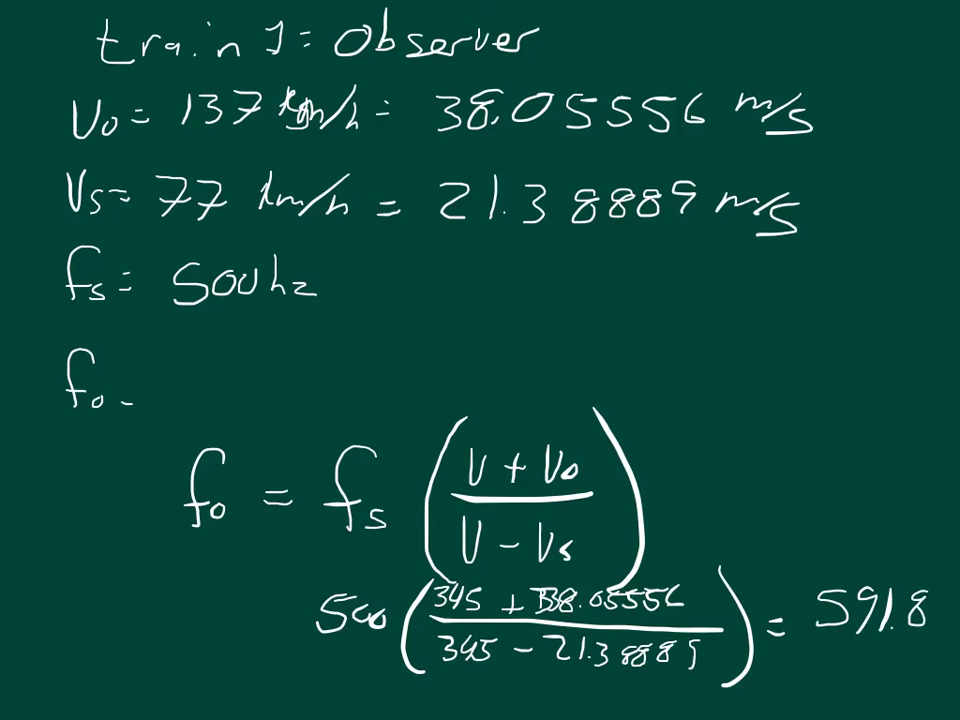 train 1 = Observer
Vo = 137 km/h = 38.05556 m/s
Vs = 77 km/h = 21.38889 m/s
fs = 500hz
fo =
fo = fs (V + Vo / V - Vs)
500 (345 + 38.05556 / 345 - 21.38889) = 591.8